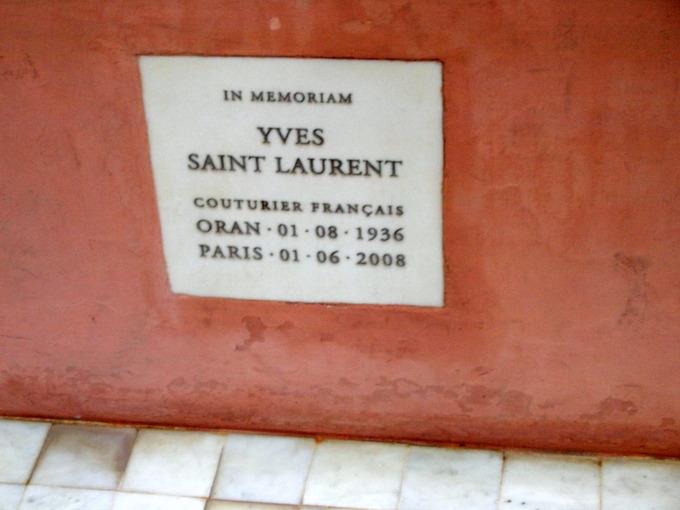 IN MEMORIAM
YVES
SAINT LAURENT
COUTURIER FRANÇAIS
ORAN · 01 · 08 · 1936
PARIS · 01 · 06 · 2008